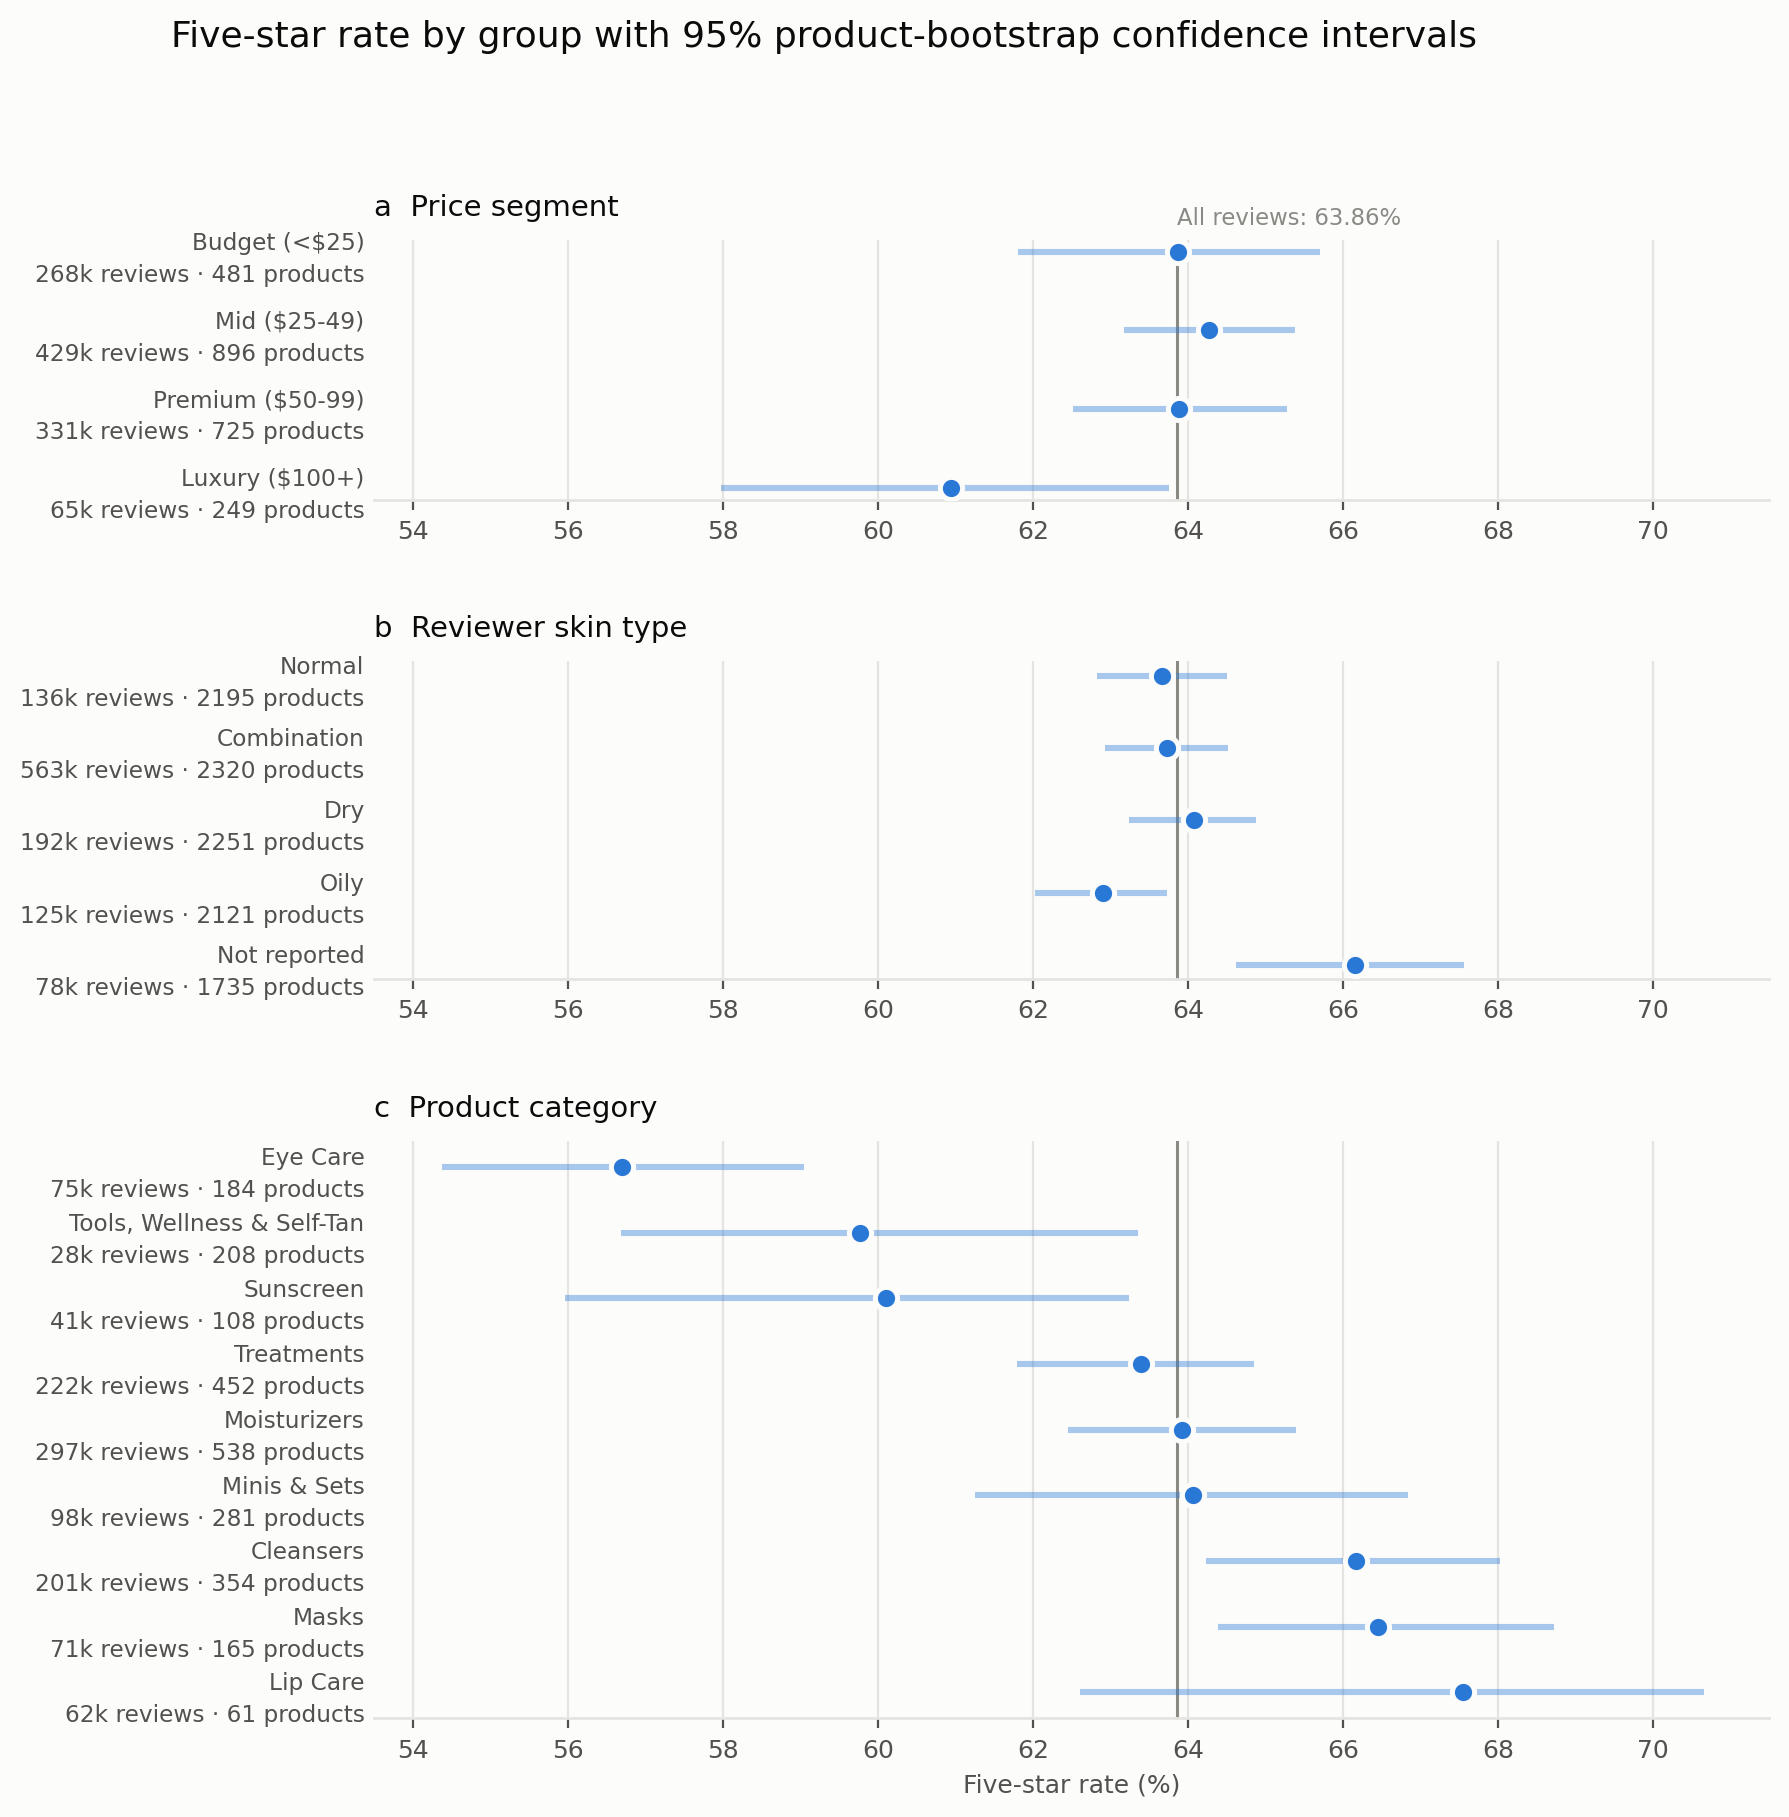 Five-star rate by group with 95% product-bootstrap confidence intervals
a Price segment
All reviews: 63.86%
Budget (<$25)
268k reviews · 481 products
Mid ($25-49)
429k reviews · 896 products
Premium ($50-99)
331k reviews · 725 products
Luxury ($100+)
65k reviews · 249 products
54 56 58 60 62 64 66 68 70
b Reviewer skin type
Normal
136k reviews · 2195 products
Combination
563k reviews · 2320 products
Dry
192k reviews · 2251 products
Oily
125k reviews · 2121 products
Not reported
78k reviews · 1735 products
54 56 58 60 62 64 66 68 70
c Product category
Eye Care
75k reviews · 184 products
Tools, Wellness & Self-Tan
28k reviews · 208 products
Sunscreen
41k reviews · 108 products
Treatments
222k reviews · 452 products
Moisturizers
297k reviews · 538 products
Minis & Sets
98k reviews · 281 products
Cleansers
201k reviews · 354 products
Masks
71k reviews · 165 products
Lip Care
62k reviews · 61 products
54 56 58 60 62 64 66 68 70
Five-star rate (%)